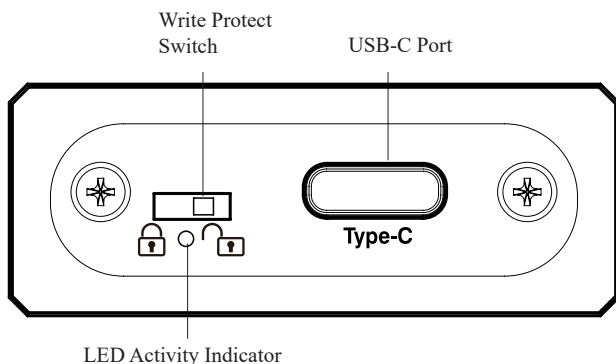 Write Protect
Switch
USB-C Port
Type-C
LED Activity Indicator